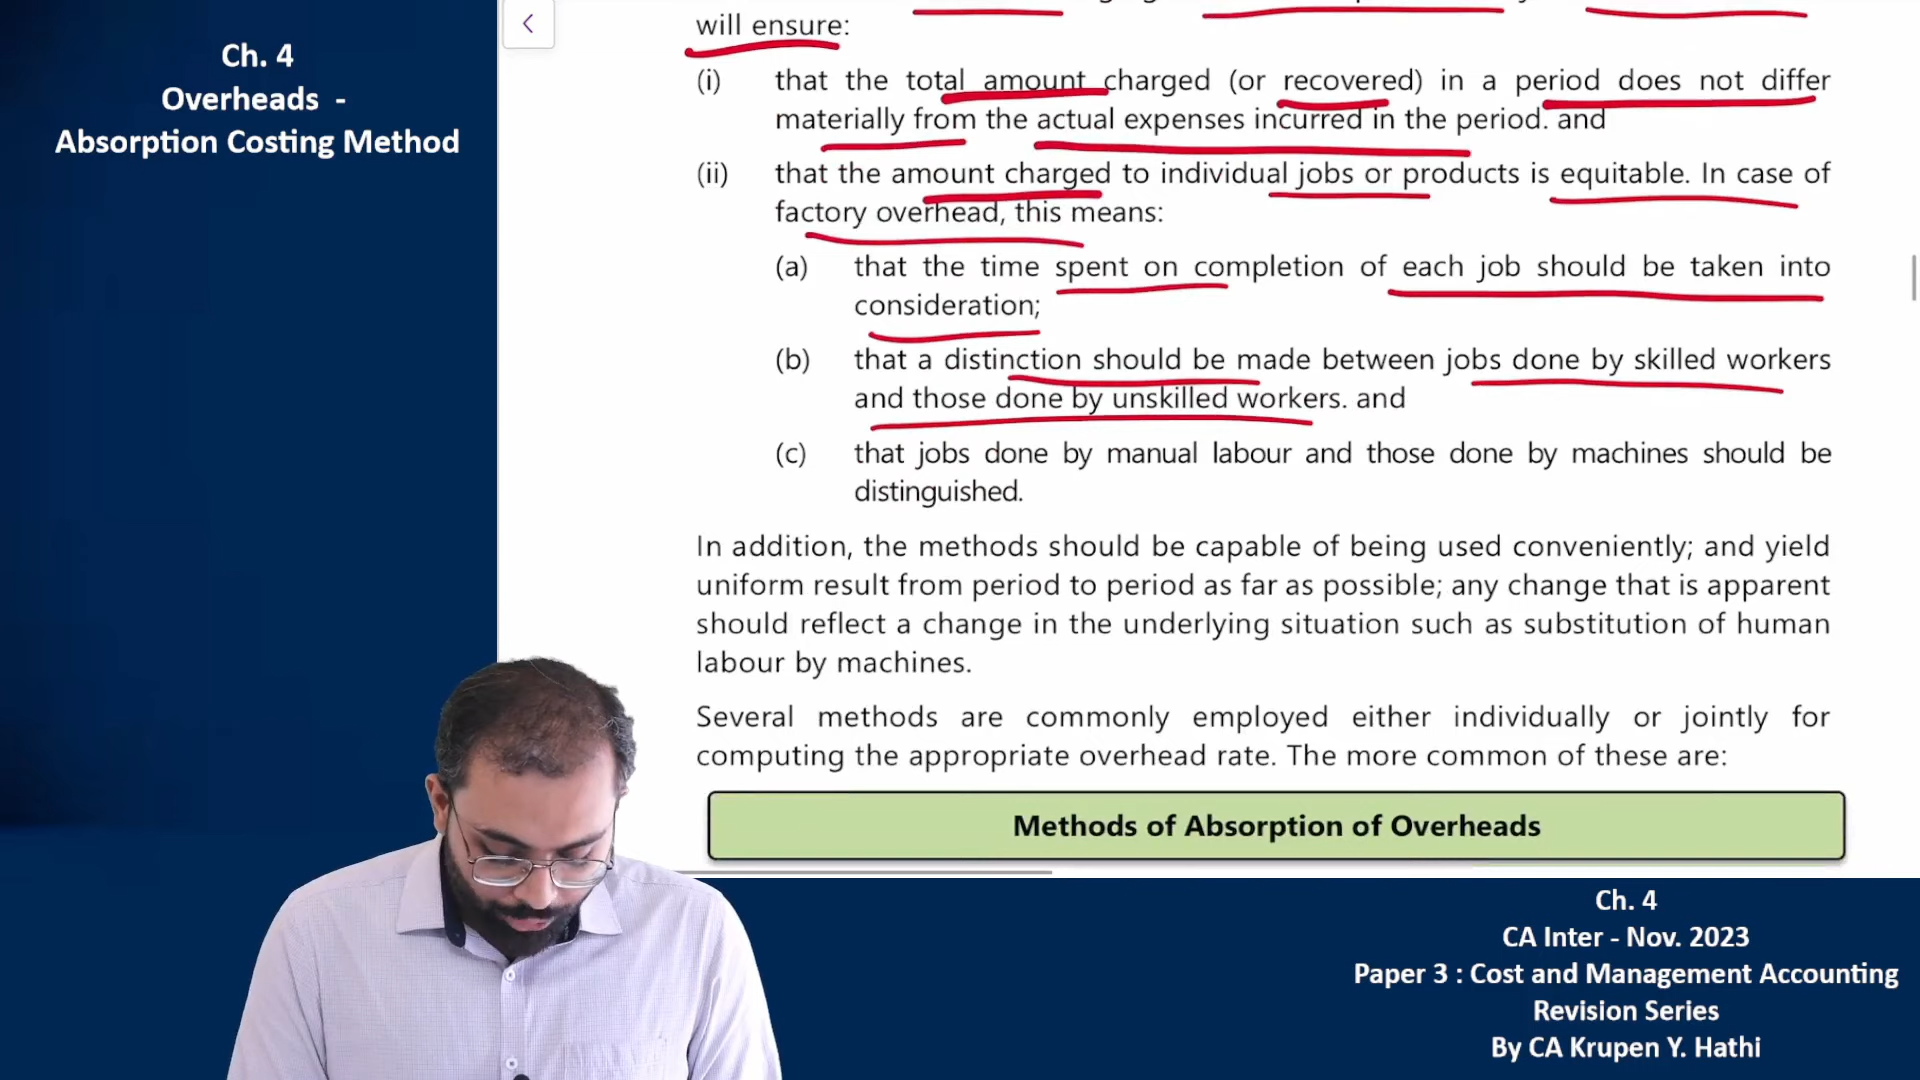 Ch. 4
Overheads -
Absorption Costing Method
will ensure:
(i) that the total amount charged (or recovered) in a period does not differ
materially from the actual expenses incurred in the period. and
(ii) that the amount charged to individual jobs or products is equitable. In case of
factory overhead, this means:
(a) that the time spent on completion of each job should be taken into
consideration;
(b) that a distinction should be made between jobs done by skilled workers
and those done by unskilled workers. and
(c) that jobs done by manual labour and those done by machines should be
distinguished.
In addition, the methods should be capable of being used conveniently; and yield
uniform result from period to period as far as possible; any change that is apparent
should reflect a change in the underlying situation such as substitution of human
labour by machines.
Several methods are commonly employed either individually or jointly for
computing the appropriate overhead rate. The more common of these are:
Methods of Absorption of Overheads
Ch. 4
CA Inter - Nov. 2023
Paper 3 : Cost and Management Accounting
Revision Series
By CA Krupen Y. Hathi